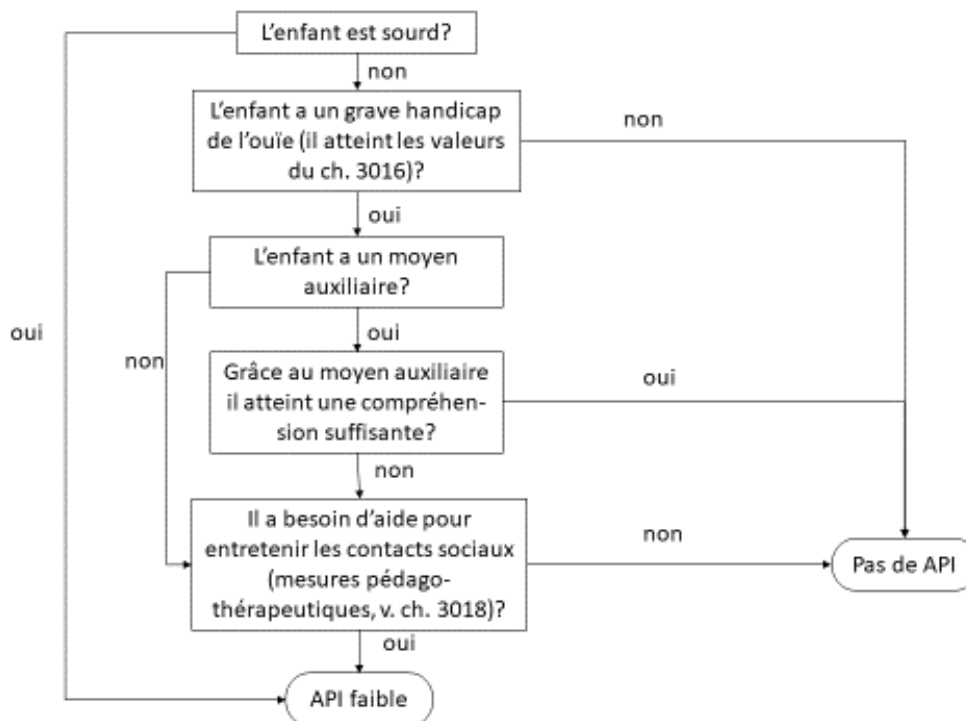 L'enfant est sourd?
non
L'enfant a un grave handicap
de l'ouïe (il atteint les valeurs
du ch. 3016)?
non
oui
L'enfant a un moyen
auxiliaire?
oui
oui
non
Grâce au moyen auxiliaire
il atteint une compréhen-
sion suffisante?
oui
non
Il a besoin d'aide pour
entretenir les contacts sociaux
(mesures pédago-
thérapeutiques, v. ch. 3018)?
non
Pas de API
oui
API faible